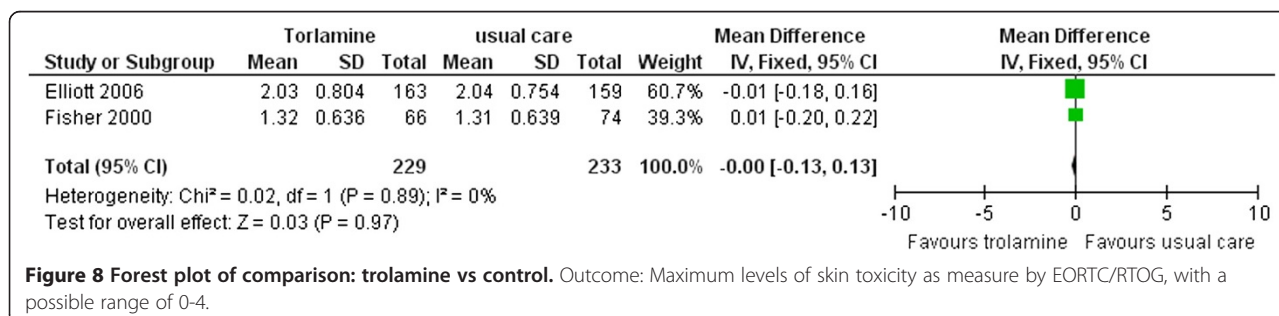 Torlamine usual care Mean Difference Mean Difference
Study or Subgroup Mean SD Total Mean SD Total Weight IV, Fixed, 95% CI IV, Fixed, 95% CI
Elliott 2006 2.03 0.804 163 2.04 0.754 159 60.7% -0.01 [-0.18, 0.16]
Fisher 2000 1.32 0.636 66 1.31 0.639 74 39.3% 0.01 [-0.20, 0.22]
Total (95% CI) 229 233 100.0% -0.00 [-0.13, 0.13]
Heterogeneity: Chi² = 0.02, df = 1 (P = 0.89); I² = 0%
Test for overall effect: Z = 0.03 (P = 0.97)
-10 -5 0 5 10
Favours trolamine Favours usual care
Figure 8 Forest plot of comparison: trolamine vs control. Outcome: Maximum levels of skin toxicity as measure by EORTC/RTOG, with a
possible range of 0-4.